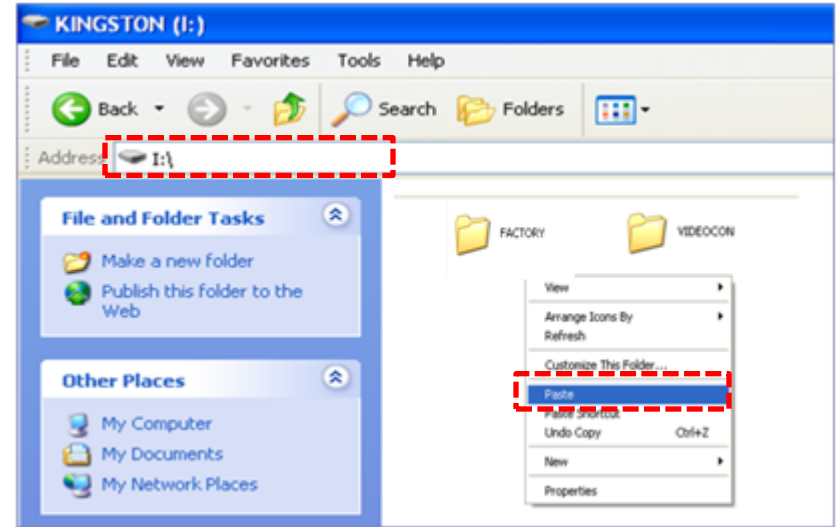 KINGSTON (I:)
File Edit View Favorites Tools Help
Back Search Folders
Address I:\
File and Folder Tasks
Make a new folder
Publish this folder to the
Web
Other Places
My Computer
My Documents
My Network Places
FACTORY VIDEOCON
View
Arrange Icons By
Refresh
Customize This Folder...
Paste
Paste Shortcut
Undo Copy Ctrl+Z
New
Properties